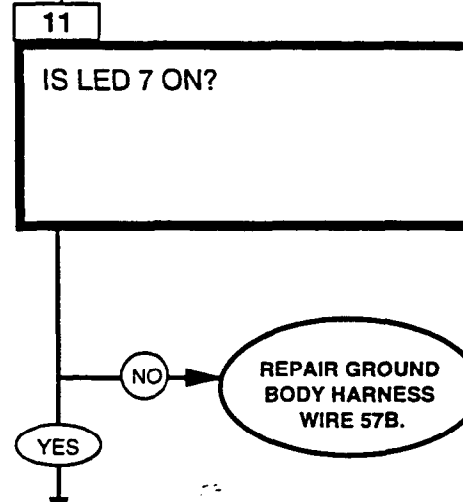 11
IS LED 7 ON?
NO
REPAIR GROUND
BODY HARNESS
WIRE 57B.
YES